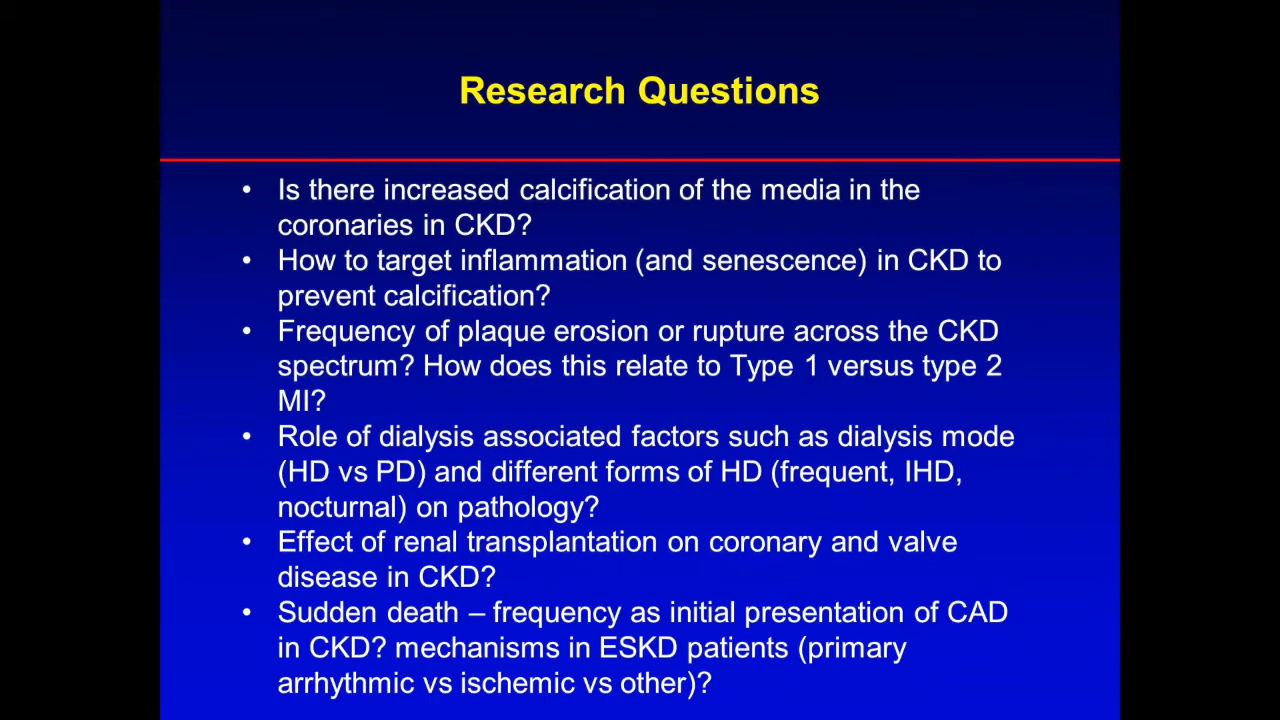 Research Questions
• Is there increased calcification of the media in the
coronaries in CKD?
• How to target inflammation (and senescence) in CKD to
prevent calcification?
• Frequency of plaque erosion or rupture across the CKD
spectrum? How does this relate to Type 1 versus type 2
MI?
• Role of dialysis associated factors such as dialysis mode
(HD vs PD) and different forms of HD (frequent, IHD,
nocturnal) on pathology?
• Effect of renal transplantation on coronary and valve
disease in CKD?
• Sudden death – frequency as initial presentation of CAD
in CKD? mechanisms in ESKD patients (primary
arrhythmic vs ischemic vs other)?